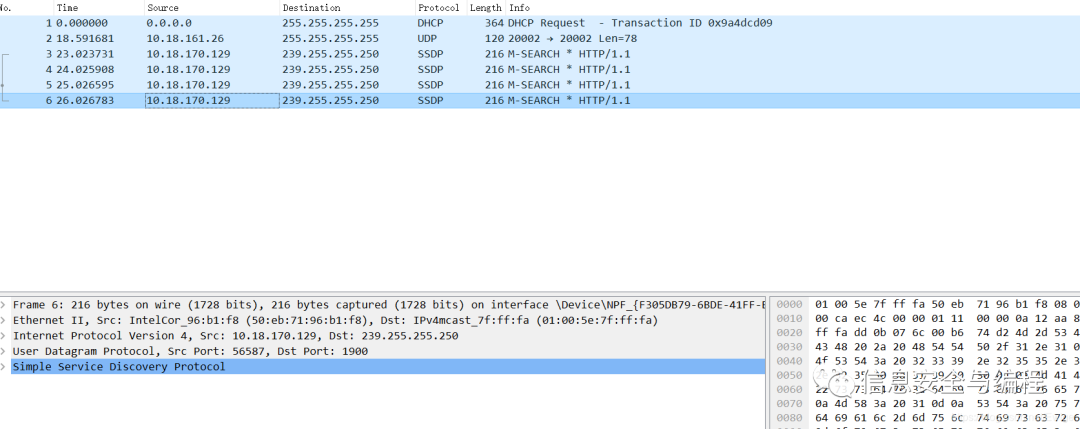 No. Time Source Destination Protocol Length Info
1 0.000000 0.0.0.0 255.255.255.255 DHCP 364 DHCP Request - Transaction ID 0x9a4dcd09
2 18.591681 10.18.161.26 255.255.255.255 UDP 120 20002 → 20002 Len=78
3 23.023731 10.18.170.129 239.255.255.250 SSDP 216 M-SEARCH * HTTP/1.1
4 24.025908 10.18.170.129 239.255.255.250 SSDP 216 M-SEARCH * HTTP/1.1
5 25.026595 10.18.170.129 239.255.255.250 SSDP 216 M-SEARCH * HTTP/1.1
6 26.026783 10.18.170.129 239.255.255.250 SSDP 216 M-SEARCH * HTTP/1.1
Frame 6: 216 bytes on wire (1728 bits), 216 bytes captured (1728 bits) on interface \Device\NPF_{F305DB79-6BDE-41FF-
Ethernet II, Src: IntelCor_96:b1:f8 (50:eb:71:96:b1:f8), Dst: IPv4mcast_7f:ff:fa (01:00:5e:7f:ff:fa)
Internet Protocol Version 4, Src: 10.18.170.129, Dst: 239.255.255.250
User Datagram Protocol, Src Port: 56587, Dst Port: 1900
Simple Service Discovery Protocol
0000 01 00 5e 7f ff fa 50 eb 71 96 b1 f8 08 0
0010 00 ca ec 4c 00 00 01 11 00 00 0a 12 aa 8
0020 ff fa dd 0b 07 6c 00 b6 74 d2 4d 2d 53 4
0030 43 48 20 2a 20 48 54 54 50 2f 31 2e 31 0
0040 4f 53 54 3a 20 32 33 39 2e 32 35 35 2e 3
0050
0060
0070 0a 4d 58 3a 20 31 0d 0a 53 54 3a 20 75 7
0080 64 69 61 6c 2d 6d 75 6c 74 69 73 63 72 6
信息安全与编程